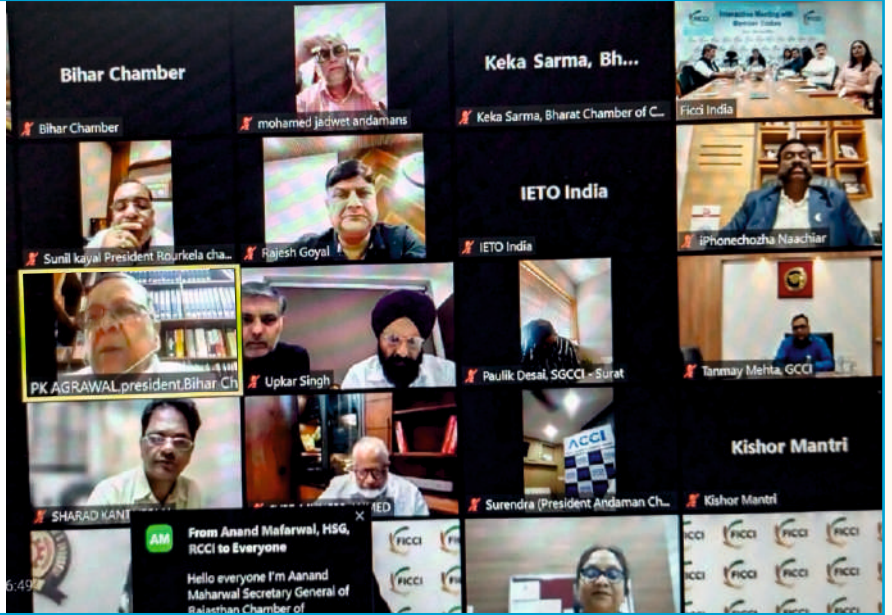 Bihar Chamber
Bihar Chamber
mohamed jadwet andamans
Keka Sarma, Bh...
Keka Sarma, Bharat Chamber of C...
FICCI
Interactive Meeting with
FICCI
Ficci India
Sunil kayal President Rourkela cha...
Rajesh Goyal
IETO India
IETO India
iPhonechozha Naachiar
PK AGRAWAL,president,Bihar Ch
Upkar Singh
Paulik Desai, SGCCI - Surat
Tanmay Mehta, GCCI
SHARAD KANT
ACCI
Surendra (President Andaman Ch...
Kishor Mantri
Kishor Mantri
AM
From Anand Mafarwal, HSG,
RCCI to Everyone
Hello everyone I'm Aanand
Maharwal Secretary General of
Rajasthan Chamber of
6:49
FICCI
FICCI
FICCI
FICCI
FICCI
FICCI
FICCI
FICCI
FICCI
FICCI